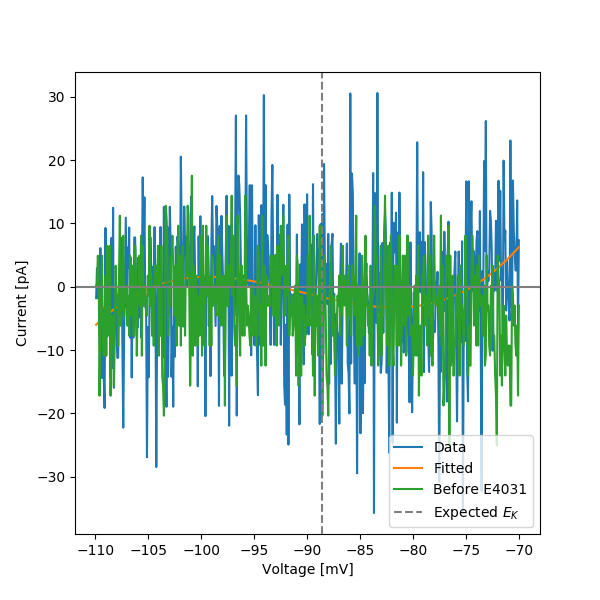 30
20
10
0
−10
−20
−30
Current [pA]
−110
−105
−100
−95
−90
−85
−80
−75
−70
Voltage [mV]
Data
Fitted
Before E4031
Expected E_K